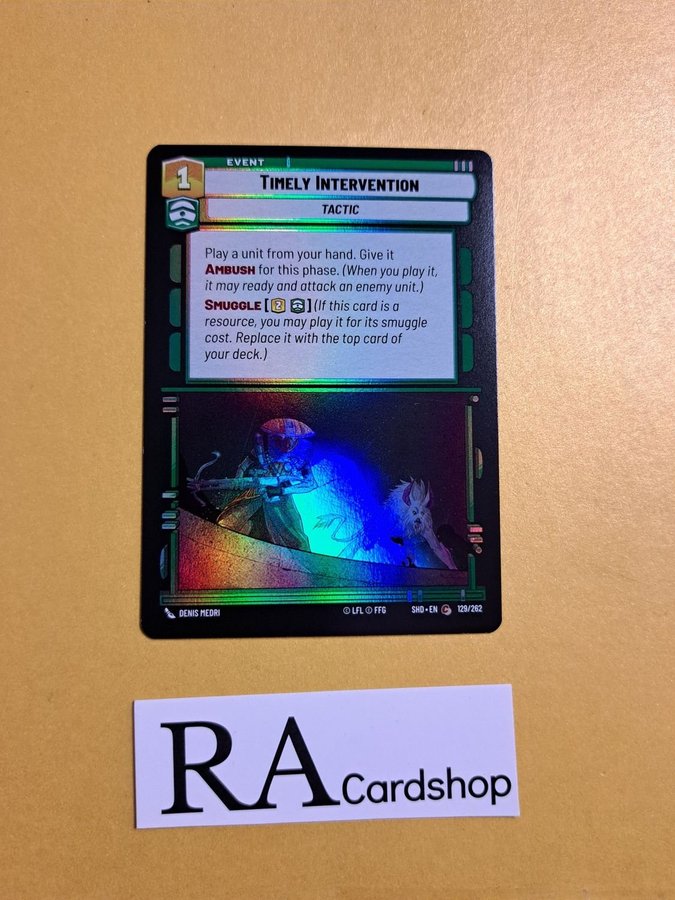 EVENT
1
TIMELY INTERVENTION
TACTIC
Play a unit from your hand. Give it
AMBUSH for this phase. (When you play it,
it may ready and attack an enemy unit.)
SMUGGLE [2] (If this card is a
resource, you may play it for its smuggle
cost. Replace it with the top card of
your deck.)
DENIS MEDRI © LFL © FFG SHD • EN C 129/262
RA Cardshop